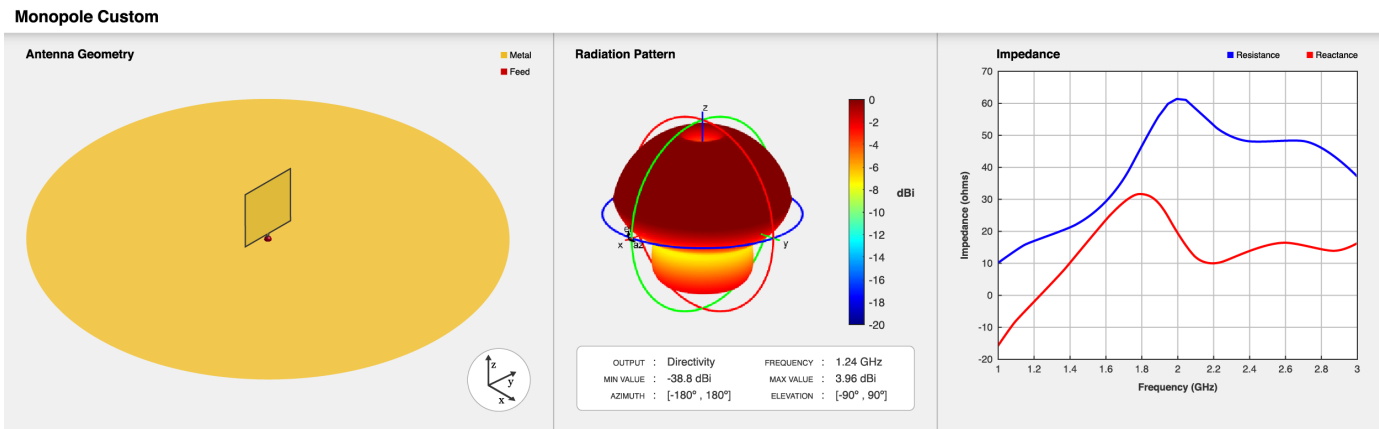 Monopole Custom
Antenna Geometry
Metal
Feed
z
y
x
Radiation Pattern
z
x
az
y
0
-2
-4
-6
-8
-10
-12
-14
-16
-18
-20
dBi
OUTPUT : Directivity
FREQUENCY : 1.24 GHz
MIN VALUE : -38.8 dBi
MAX VALUE : 3.96 dBi
AZIMUTH : [-180° , 180°]
ELEVATION : [-90° , 90°]
Impedance
Resistance
Reactance
70
60
50
40
30
20
10
0
-10
-20
Impedance (ohms)
1 1.2 1.4 1.6 1.8 2 2.2 2.4 2.6 2.8 3
Frequency (GHz)